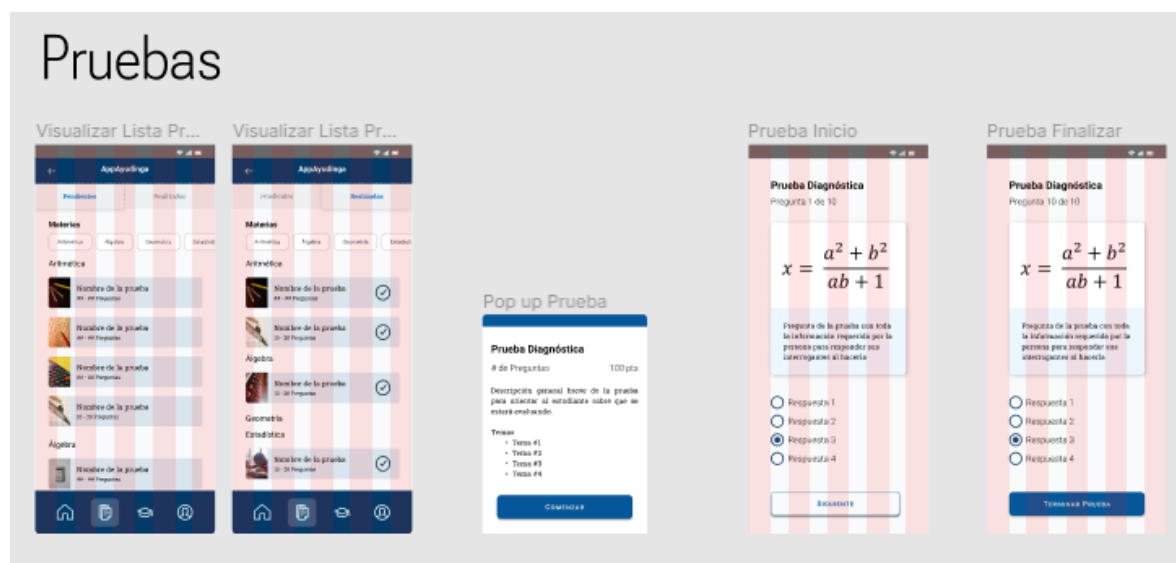 Pruebas
Visualizar Lista Pr...
AppAyudinga
Pendientes
Realizadas
Materias
Aritmética
Álgebra
Geometría
Aritmética
Nombre de la prueba
## - ## Preguntas
Nombre de la prueba
## - ## Preguntas
Nombre de la prueba
## - ## Preguntas
Nombre de la prueba
Álgebra
Nombre de la prueba
## - ## Preguntas
Visualizar Lista Pr...
AppAyudinga
Pendientes
Realizadas
Materias
Aritmética
Álgebra
Geometría
Aritmética
Nombre de la prueba
## - ## Preguntas
Nombre de la prueba
Álgebra
Nombre de la prueba
Geometría
Estadística
Nombre de la prueba
Pop up Prueba
Prueba Diagnóstica
# de Preguntas 100 pts
Descripción general breve de la prueba
para orientar al estudiante sobre que se
estará evaluando.
Temas
• Tema #1
• Tema #2
• Tema #3
• Tema #4
Comenzar
Prueba Inicio
Prueba Diagnóstica
Pregunta 1 de 10
x = (a² + b²)/(ab + 1)
Pregunta de la prueba con toda
la información requerida por la
persona para responder sus
interrogantes al hacerla
Respuesta 1
Respuesta 2
Respuesta 3
Respuesta 4
Siguiente
Prueba Finalizar
Prueba Diagnóstica
Pregunta 10 de 10
x = (a² + b²)/(ab + 1)
Pregunta de la prueba con toda
la información requerida por la
persona para responder sus
interrogantes al hacerla
Respuesta 1
Respuesta 2
Respuesta 3
Respuesta 4
Terminar Prueba